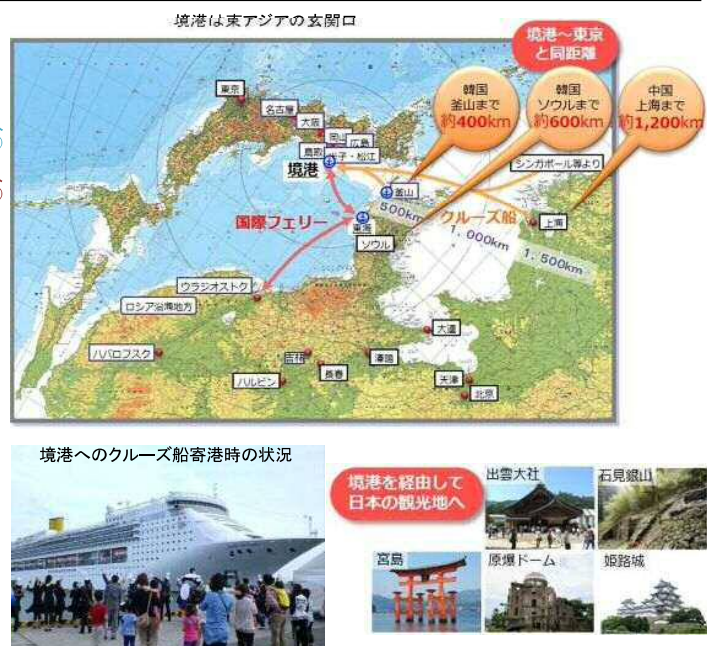 境港は東アジアの玄関口
境港～東京
と同距離
韓国
釜山まで
約400km
韓国
ソウルまで
約600km
中国
上海まで
約1,200km
東京
名古屋
大阪
岡山
広島
鳥取
米子・松江
境港
シンガポール等より
釜山
国際フェリー
東海
500km
クルーズ船
上海
ソウル
1,000km
1,500km
ウラジオストク
ロシア沿海地方
大連
ハバロフスク
吉林
長春
瀋陽
ハルビン
天津
北京
境港へのクルーズ船寄港時の状況
境港を経由して
日本の観光地へ
出雲大社
石見銀山
宮島
原爆ドーム
姫路城